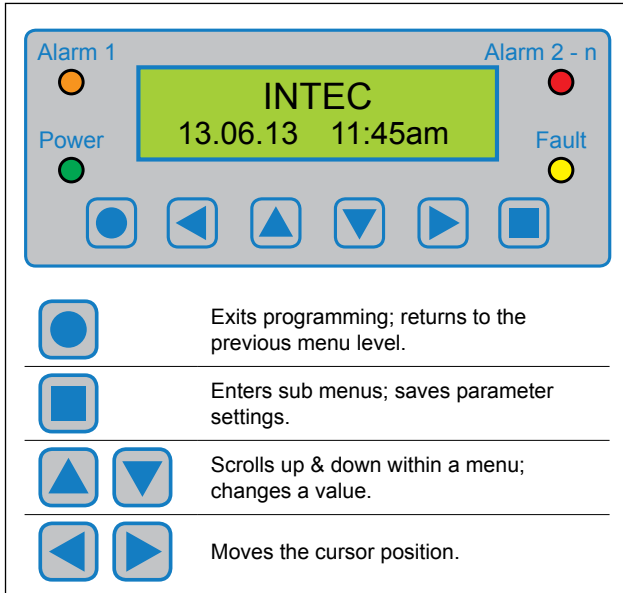 Alarm 1
Alarm 2 - n
INTEC
13.06.13 11:45am
Power
Fault
Exits programming; returns to the
previous menu level.
Enters sub menus; saves parameter
settings.
Scrolls up & down within a menu;
changes a value.
Moves the cursor position.